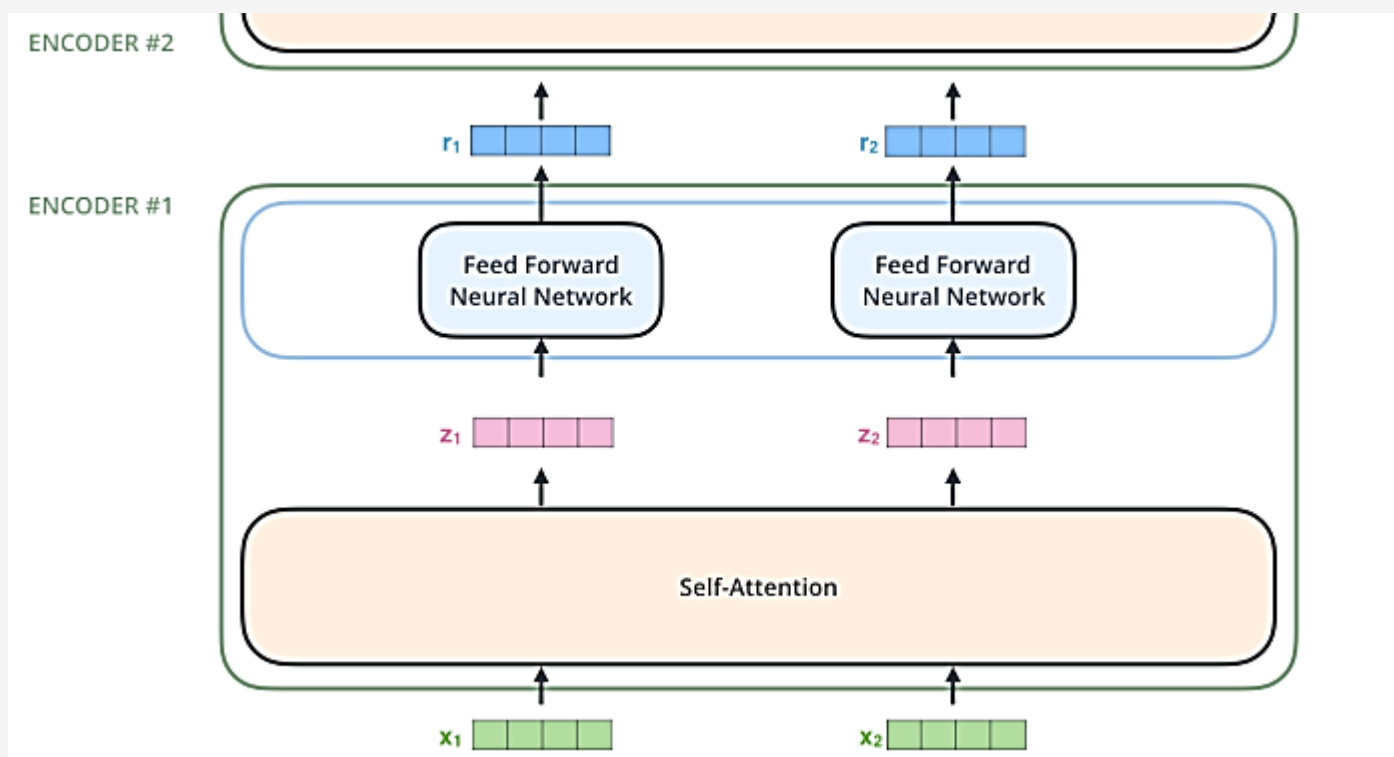 ENCODER #2
r₁
r₂
ENCODER #1
Feed Forward
Neural Network
Feed Forward
Neural Network
z₁
z₂
Self-Attention
x₁
x₂